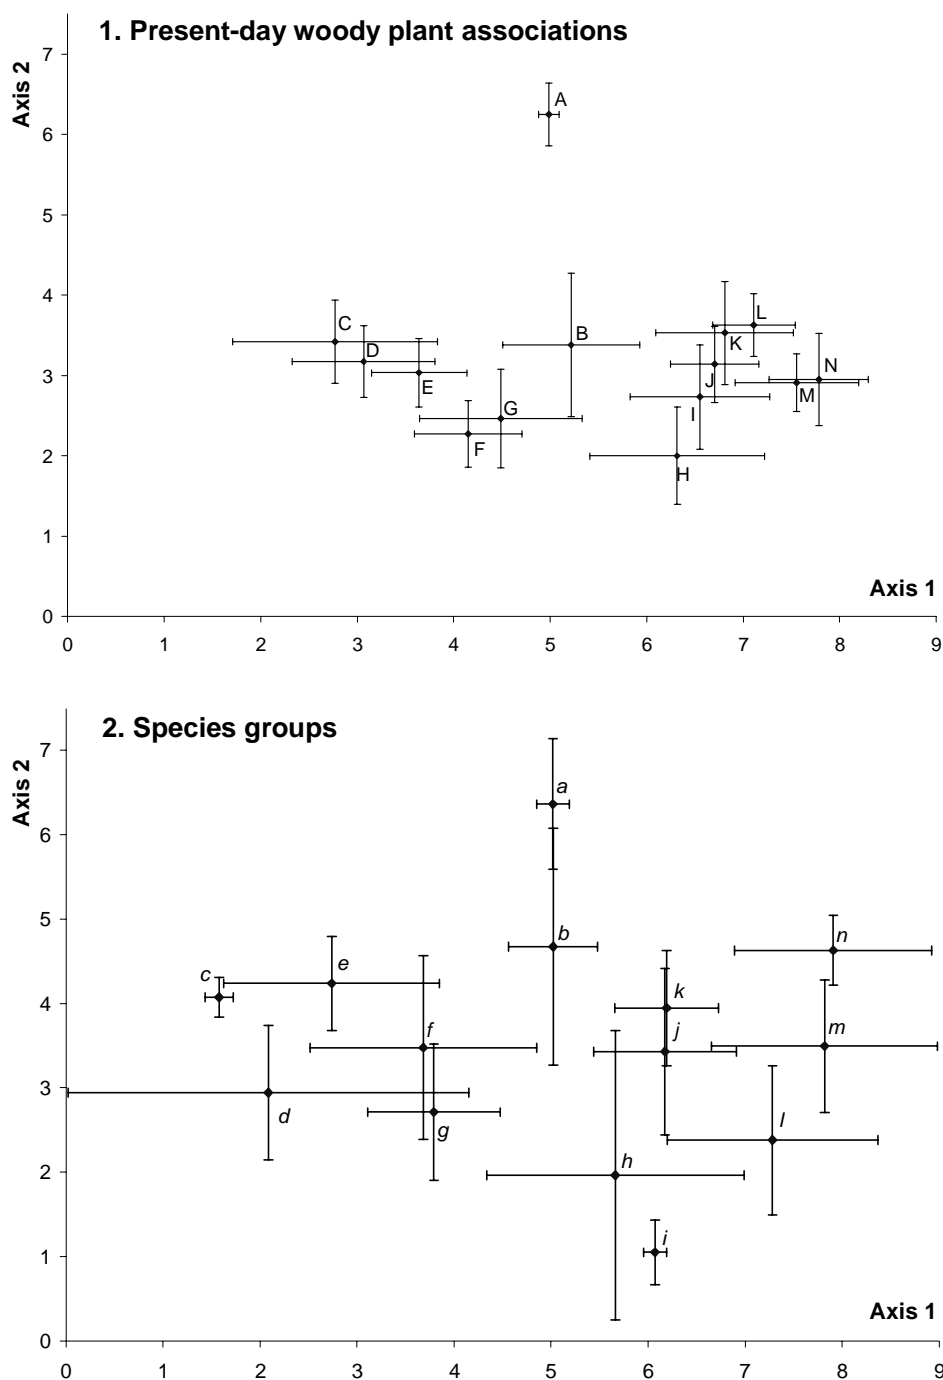 1. Present-day woody plant associations
Axis 2
7
6
5
4
3
2
1
0
A
B
C
D
E
F
G
H
I
J
K
L
M
N
Axis 1
0 1 2 3 4 5 6 7 8 9
2. Species groups
Axis 2
7
6
5
4
3
2
1
0
a
b
c
d
e
f
g
h
i
j
k
l
m
n
Axis 1
0 1 2 3 4 5 6 7 8 9